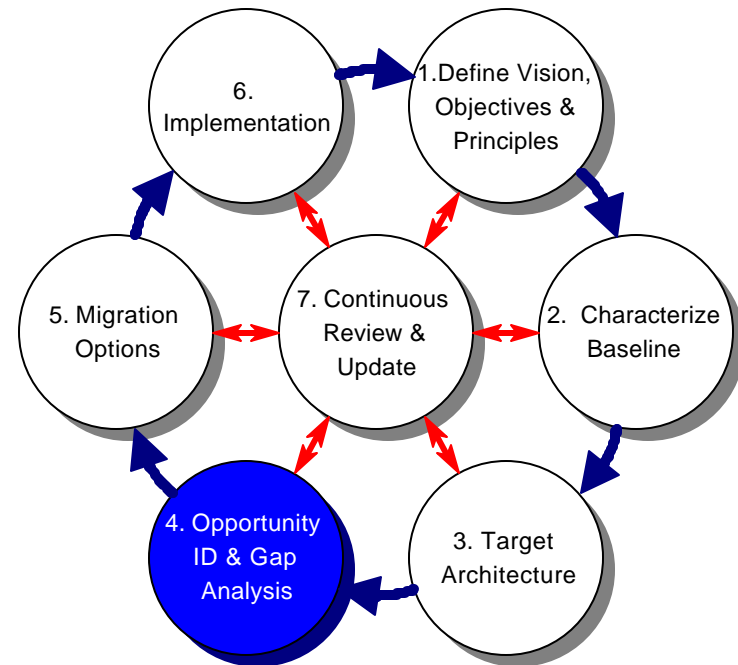 1.Define Vision,
Objectives &
Principles
2. Characterize
Baseline
3. Target
Architecture
4. Opportunity
ID & Gap
Analysis
5. Migration
Options
6.
Implementation
7. Continuous
Review &
Update